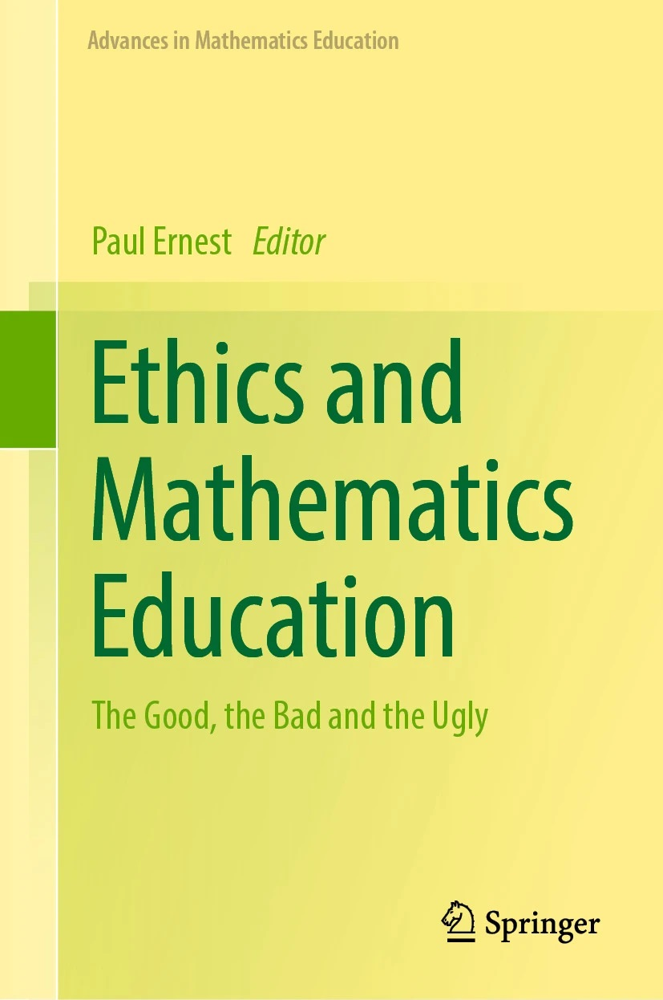 Advances in Mathematics Education
Paul Ernest Editor
Ethics and
Mathematics
Education
The Good, the Bad and the Ugly
Springer